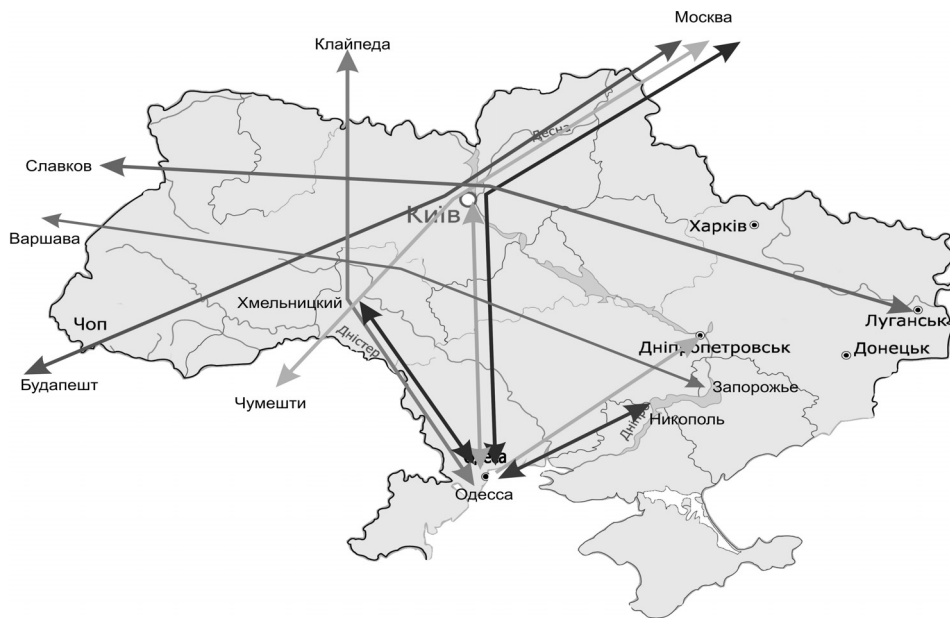 Москва
Клайпеда
Десна
Славков
Київ
Харків
Варшава
Хмельницкий
Чоп
Дністер
Луганськ
Дніпропетровськ
Донецьк
Будапешт
Запорожье
Чумешти
Дніпро
Никополь
Одеса
Одесса